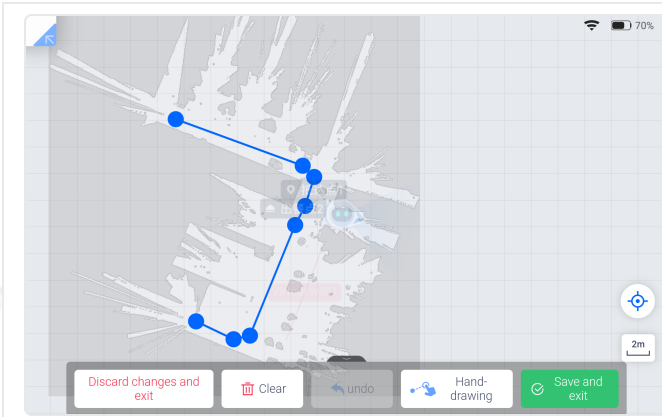 70%
2m
Discard changes and
exit
Clear
undo
Hand-
drawing
Save and
exit